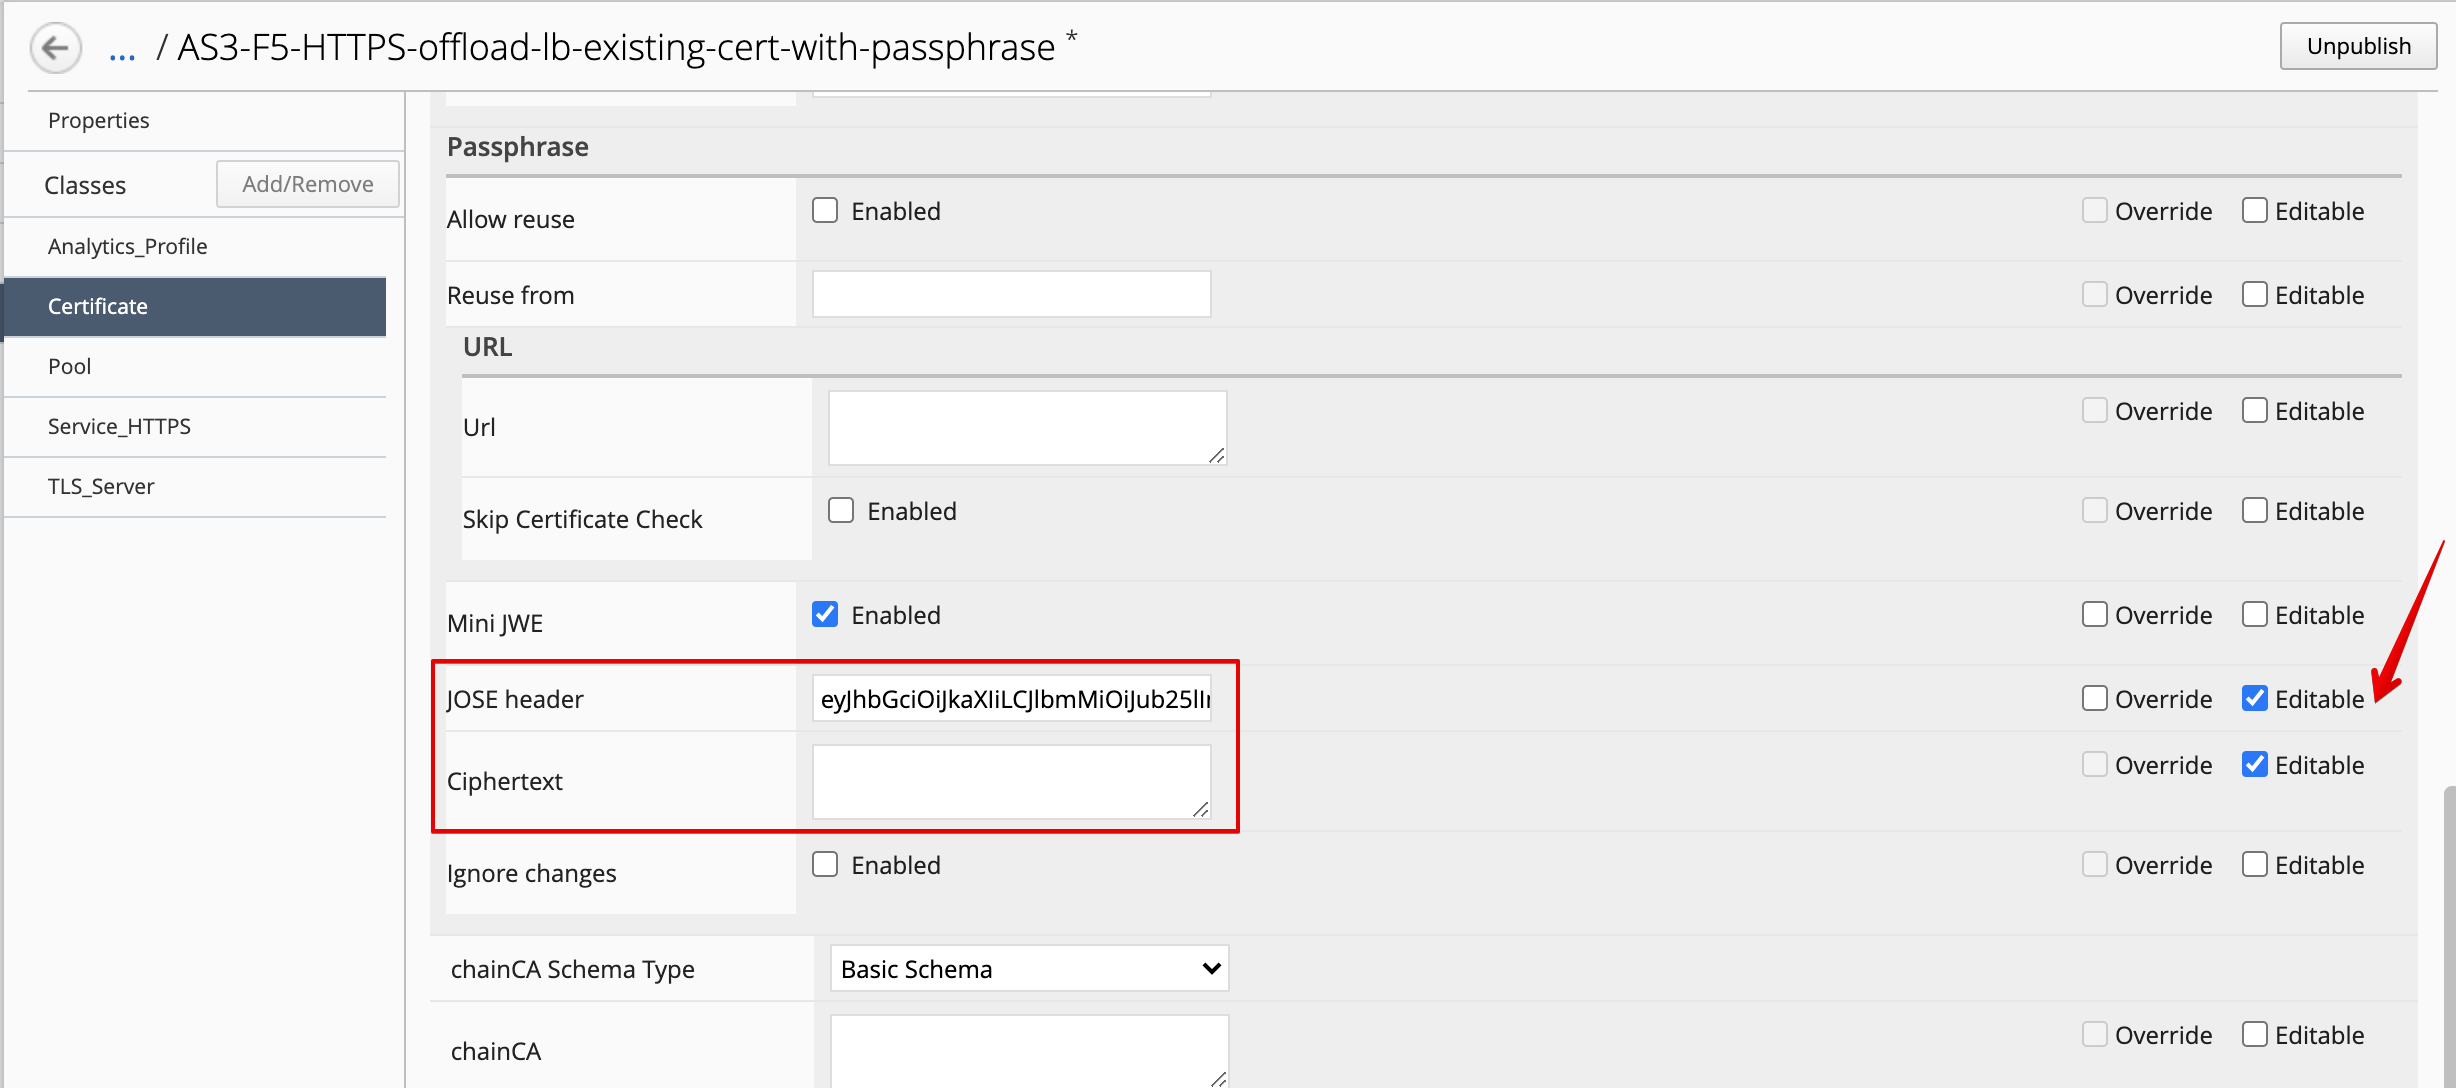 ... / AS3-F5-HTTPS-offload-lb-existing-cert-with-passphrase *
Unpublish
Properties
Classes Add/Remove
Analytics_Profile
Certificate
Pool
Service_HTTPS
TLS_Server
Passphrase
Allow reuse Enabled Override Editable
Reuse from Override Editable
URL
Url Override Editable
Skip Certificate Check Enabled Override Editable
Mini JWE Enabled Override Editable
JOSE header eyJhbGciOiJkaXIiLCJlbmMiOiJub25lIr Override Editable
Ciphertext Override Editable
Ignore changes Enabled Override Editable
chainCA Schema Type Basic Schema
chainCA Override Editable